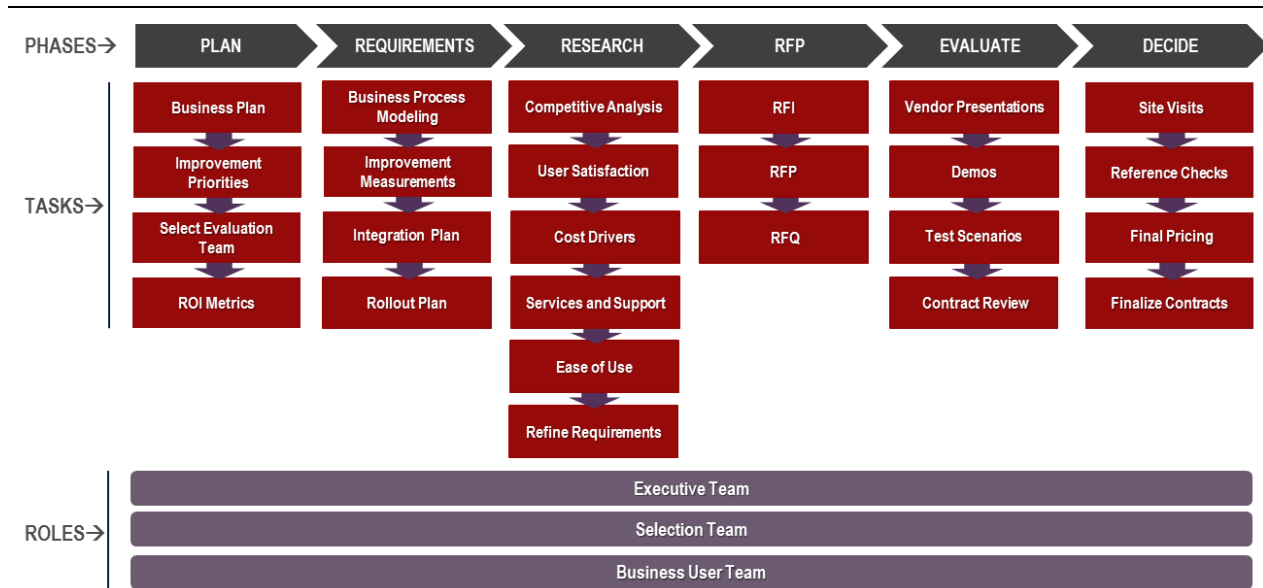 PHASES→
PLAN
REQUIREMENTS
RESEARCH
RFP
EVALUATE
DECIDE
TASKS→
Business Plan
Improvement
Priorities
Select Evaluation
Team
ROI Metrics
Business Process
Modeling
Improvement
Measurements
Integration Plan
Rollout Plan
Competitive Analysis
User Satisfaction
Cost Drivers
Services and Support
Ease of Use
Refine Requirements
RFI
RFP
RFQ
Vendor Presentations
Demos
Test Scenarios
Contract Review
Site Visits
Reference Checks
Final Pricing
Finalize Contracts
ROLES→
Executive Team
Selection Team
Business User Team